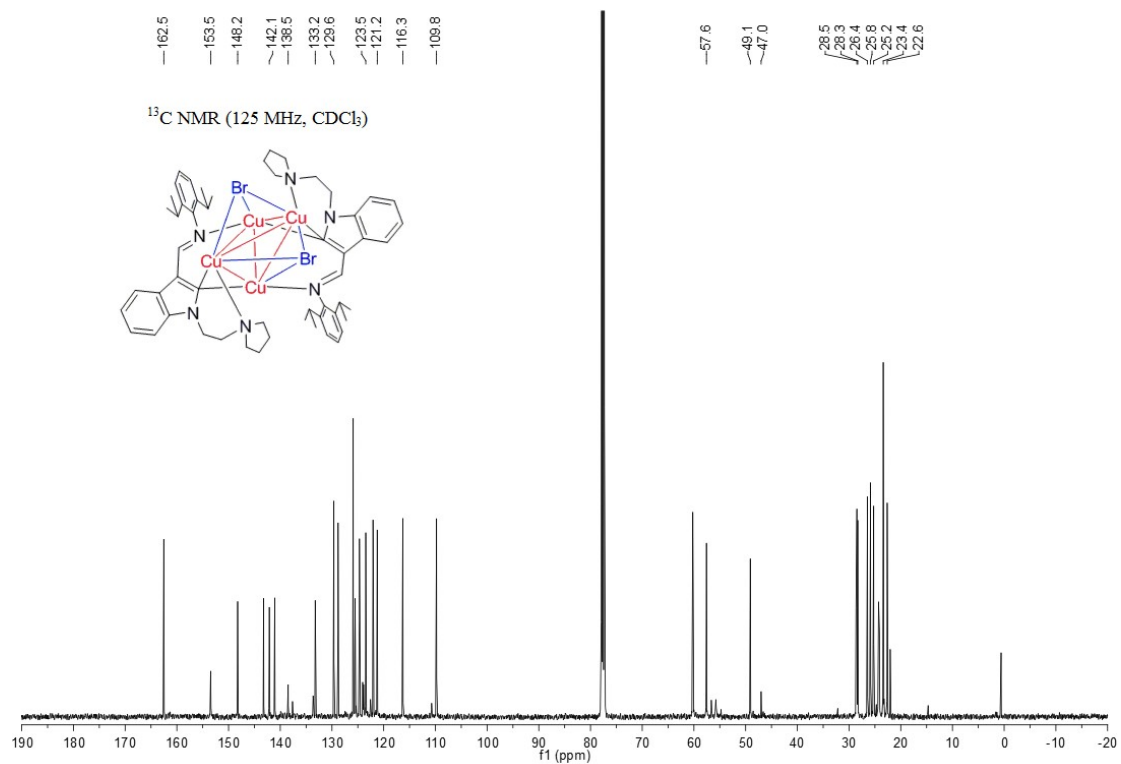 162.5 153.5 148.2 142.1 138.5 133.2 129.6 123.5 121.2 116.3 109.8 57.6 49.1 47.0 28.5 28.3 26.4 25.8 25.2 23.4 22.6
¹³C NMR (125 MHz, CDCl₃)
N
Br
Cu Cu N
N
Cu Br
Cu N
N N
190 180 170 160 150 140 130 120 110 100 90 80 70 60 50 40 30 20 10 0 -10 -20
f1 (ppm)